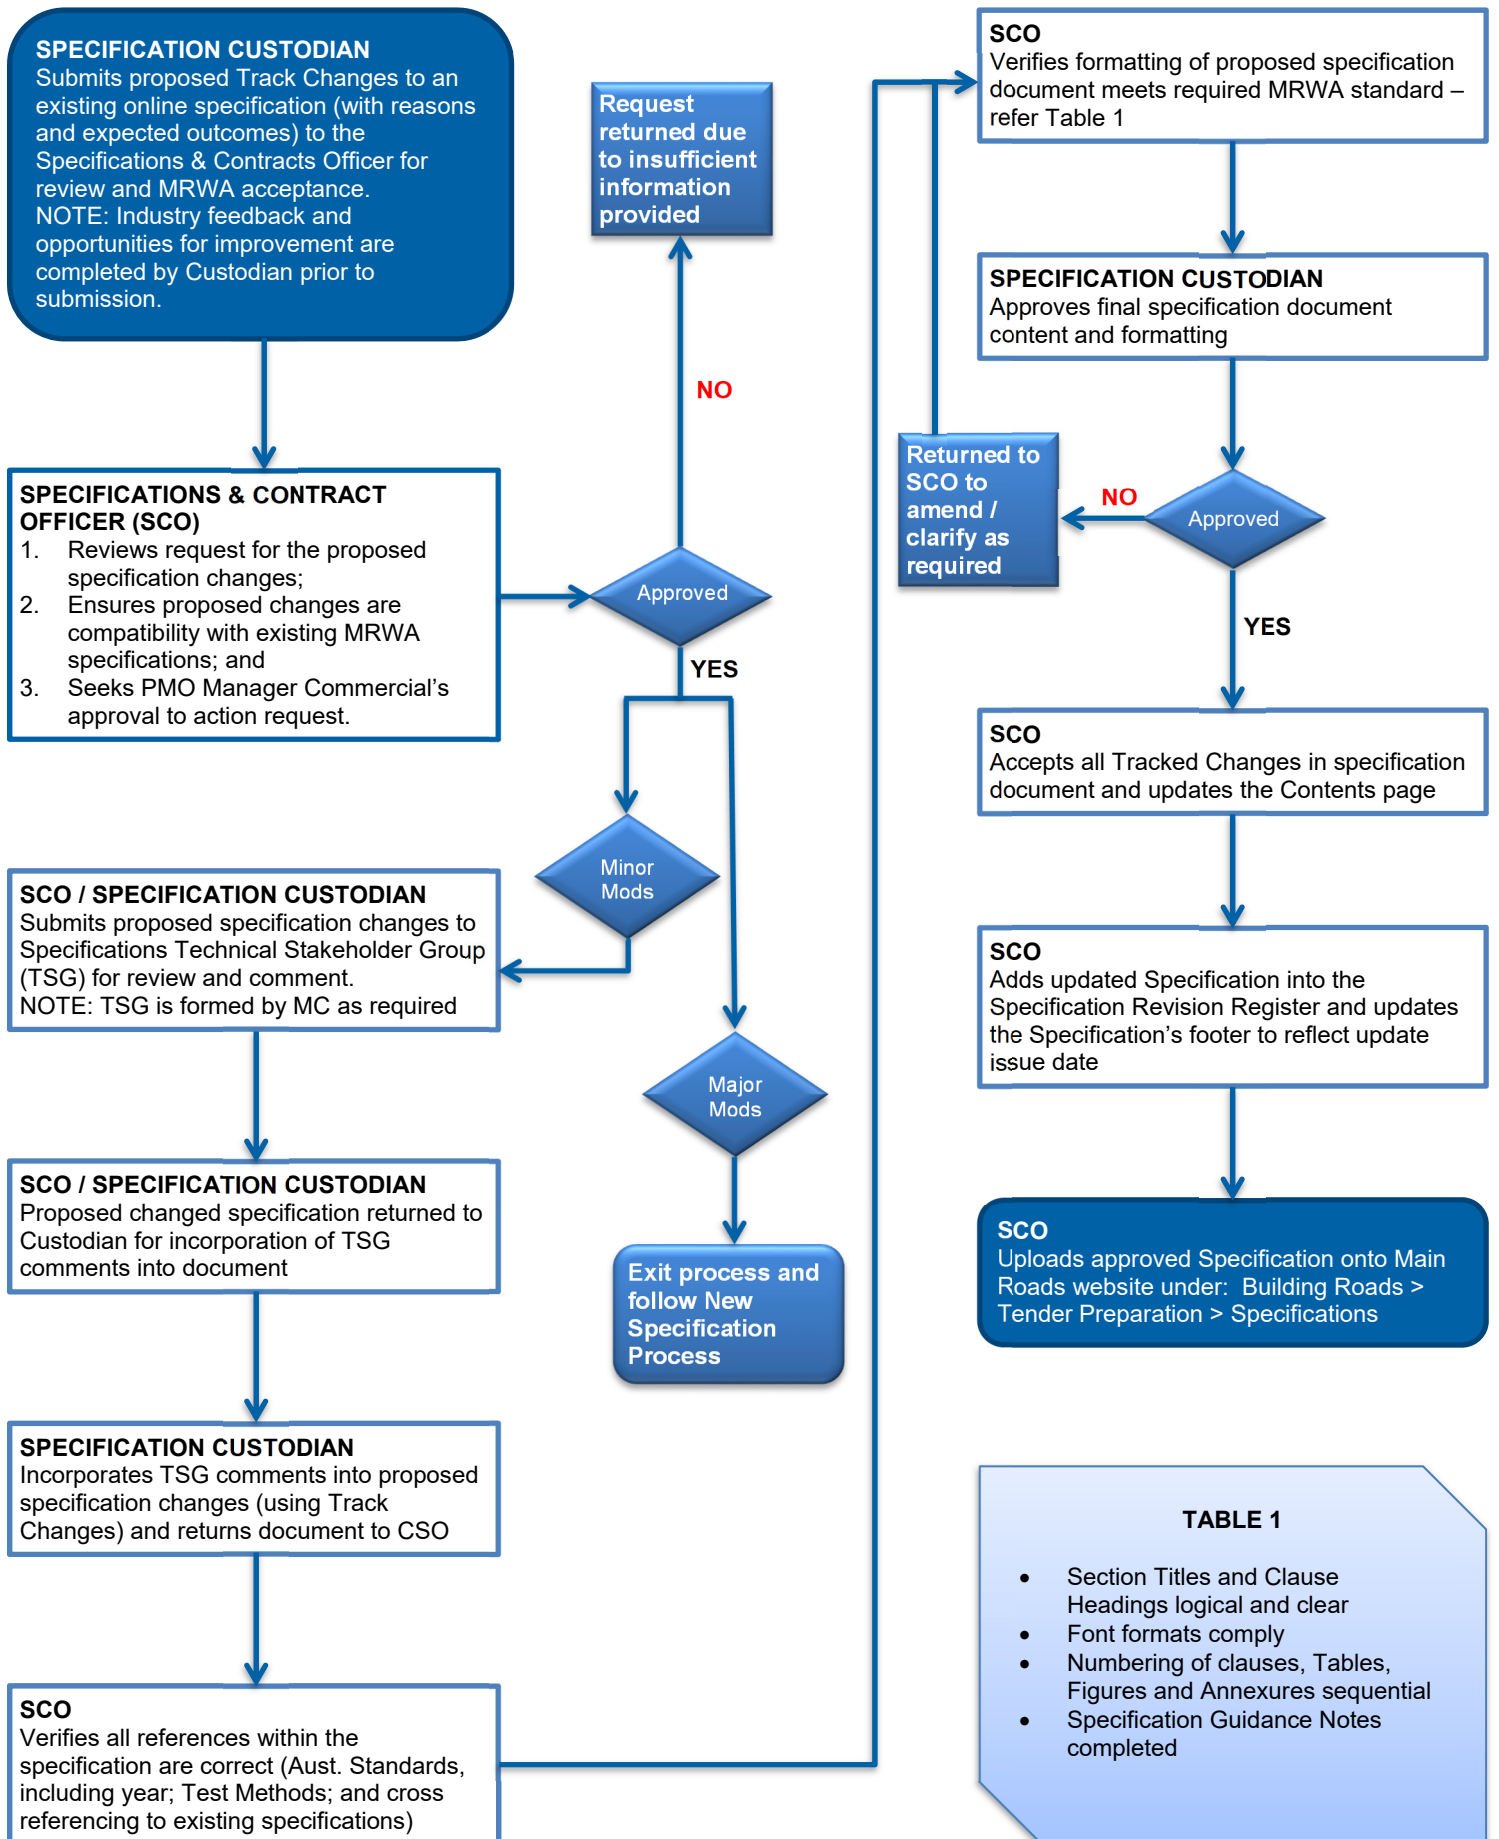 SPECIFICATION CUSTODIAN
Submits proposed Track Changes to an
existing online specification (with reasons
and expected outcomes) to the
Specifications & Contracts Officer for
review and MRWA acceptance.
NOTE: Industry feedback and
opportunities for improvement are
completed by Custodian prior to
submission.
SPECIFICATIONS & CONTRACT
OFFICER (SCO)
1. Reviews request for the proposed
specification changes;
2. Ensures proposed changes are
compatibility with existing MRWA
specifications; and
3. Seeks PMO Manager Commercial’s
approval to action request.
Approved
NO
Request
returned due
to insufficient
information
provided
YES
Minor
Mods
Major
Mods
Exit process and
follow New
Specification
Process
SCO / SPECIFICATION CUSTODIAN
Submits proposed specification changes to
Specifications Technical Stakeholder Group
(TSG) for review and comment.
NOTE: TSG is formed by MC as required
SCO / SPECIFICATION CUSTODIAN
Proposed changed specification returned to
Custodian for incorporation of TSG
comments into document
SPECIFICATION CUSTODIAN
Incorporates TSG comments into proposed
specification changes (using Track
Changes) and returns document to CSO
SCO
Verifies all references within the
specification are correct (Aust. Standards,
including year; Test Methods; and cross
referencing to existing specifications)
SCO
Verifies formatting of proposed specification
document meets required MRWA standard –
refer Table 1
SPECIFICATION CUSTODIAN
Approves final specification document
content and formatting
Approved
NO
Returned to
SCO to
amend /
clarify as
required
YES
SCO
Accepts all Tracked Changes in specification
document and updates the Contents page
SCO
Adds updated Specification into the
Specification Revision Register and updates
the Specification’s footer to reflect update
issue date
SCO
Uploads approved Specification onto Main
Roads website under: Building Roads >
Tender Preparation > Specifications
TABLE 1
• Section Titles and Clause
Headings logical and clear
• Font formats comply
• Numbering of clauses, Tables,
Figures and Annexures sequential
• Specification Guidance Notes
completed